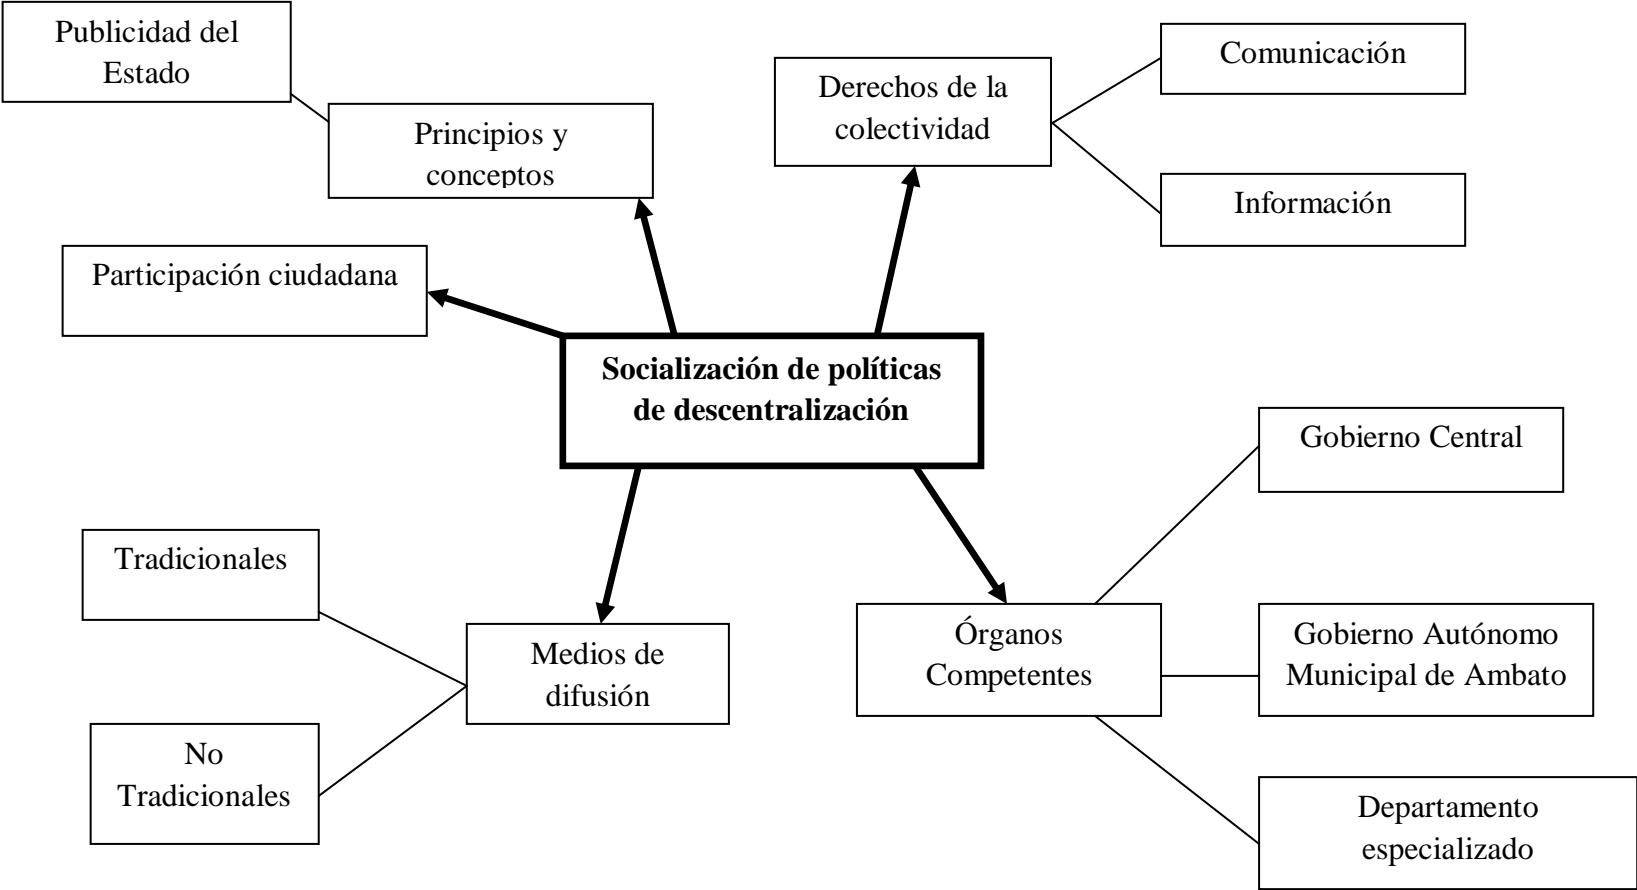 Publicidad del
Estado
Principios y
conceptos
Participación ciudadana
Derechos de la
colectividad
Comunicación
Información
Socialización de políticas
de descentralización
Tradicionales
No
Tradicionales
Medios de
difusión
Órganos
Competentes
Gobierno Central
Gobierno Autónomo
Municipal de Ambato
Departamento
especializado